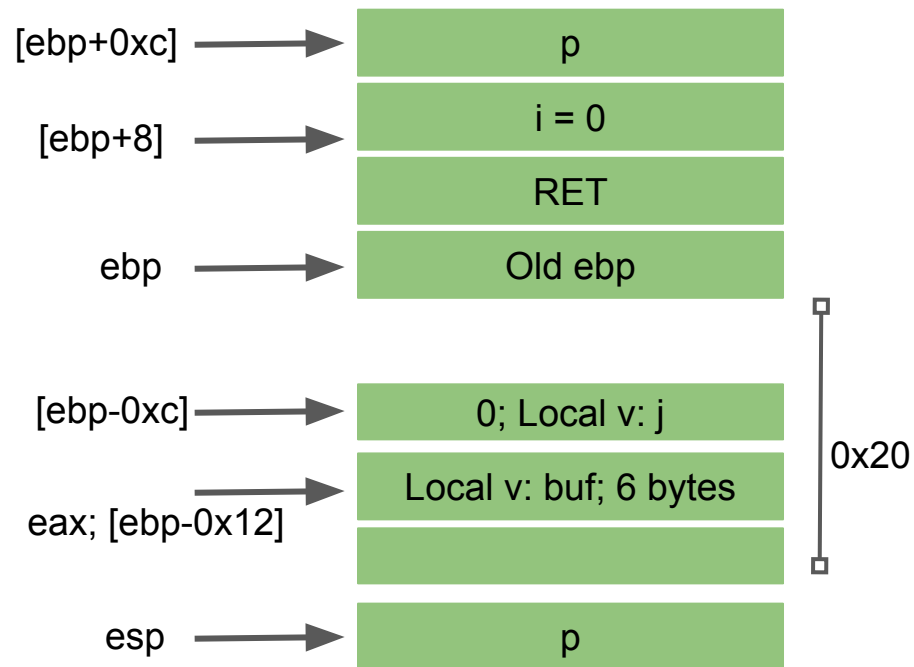 [ebp+0xc]
p
[ebp+8]
i = 0
RET
ebp
Old ebp
[ebp-0xc]
0; Local v: j
0x20
Local v: buf; 6 bytes
eax; [ebp-0x12]
esp
p